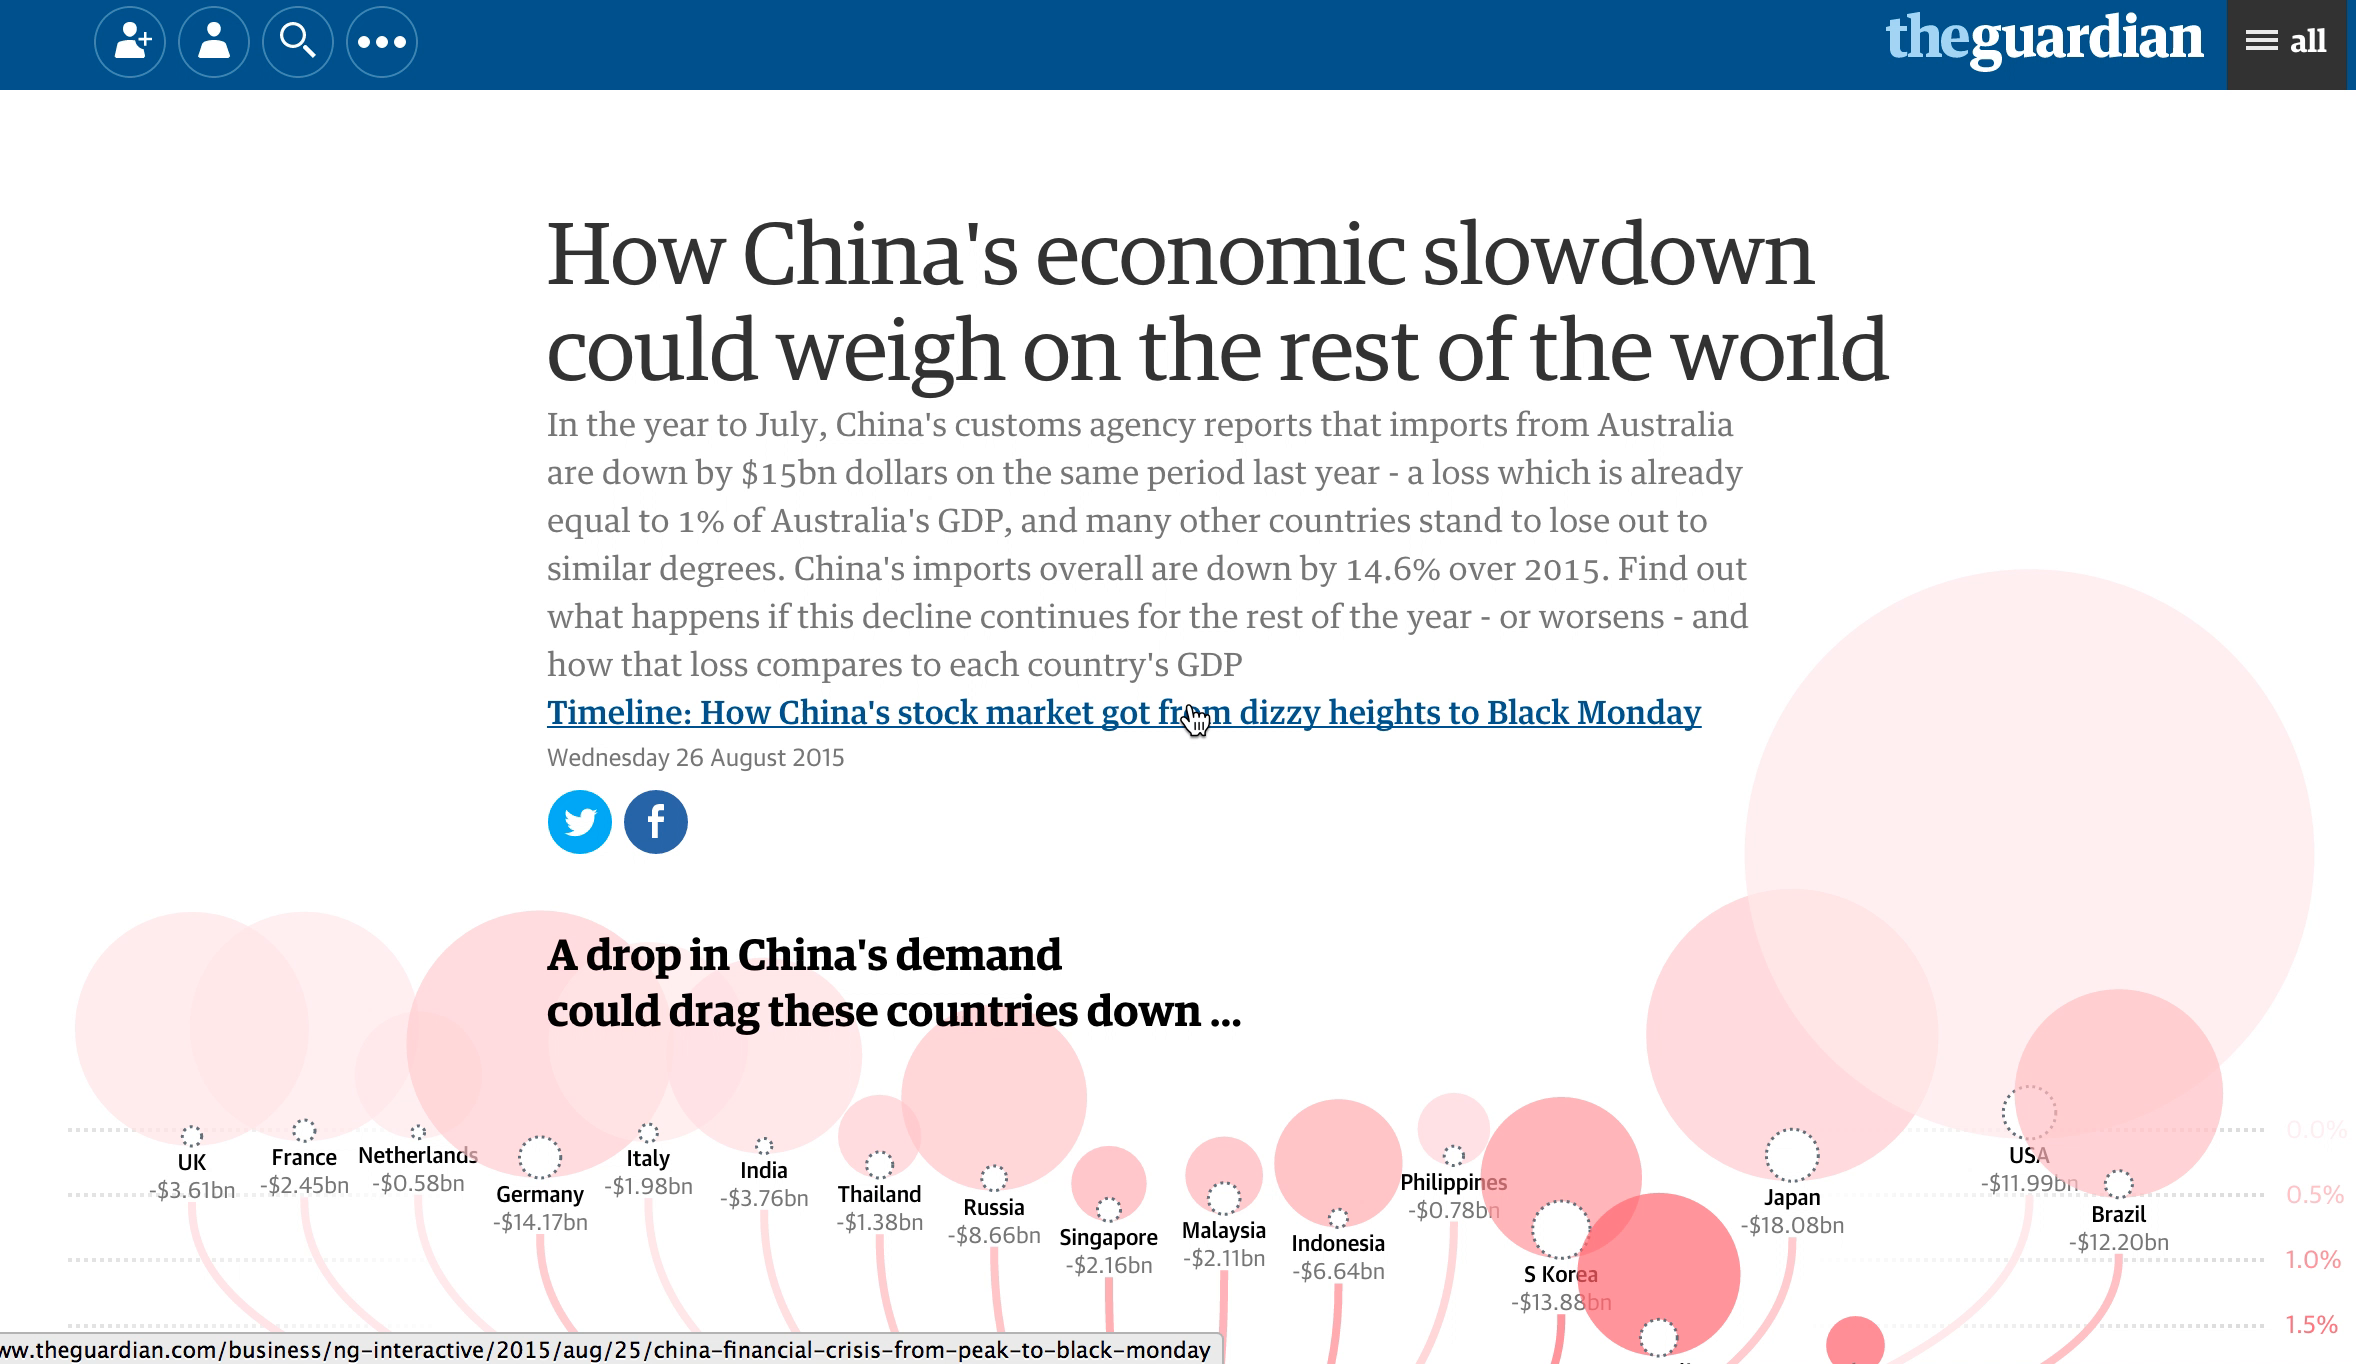 theguardian
all
How China's economic slowdown
could weigh on the rest of the world
In the year to July, China's customs agency reports that imports from Australia
are down by $15bn dollars on the same period last year - a loss which is already
equal to 1% of Australia's GDP, and many other countries stand to lose out to
similar degrees. China's imports overall are down by 14.6% over 2015. Find out
what happens if this decline continues for the rest of the year - or worsens - and
how that loss compares to each country's GDP
Timeline: How China's stock market got from dizzy heights to Black Monday
Wednesday 26 August 2015
A drop in China's demand
could drag these countries down ...
UK
-$3.61bn
France
-$2.45bn
Netherlands
-$0.58bn
Germany
-$14.17bn
Italy
-$1.98bn
India
-$3.76bn
Thailand
-$1.38bn
Russia
-$8.66bn
Singapore
-$2.16bn
Malaysia
-$2.11bn
Indonesia
-$6.64bn
Philippines
-$0.78bn
S Korea
-$13.88bn
Japan
-$18.08bn
USA
-$11.99bn
Brazil
-$12.20bn
0.0%
0.5%
1.0%
1.5%
ww.theguardian.com/business/ng-interactive/2015/aug/25/china-financial-crisis-from-peak-to-black-monday